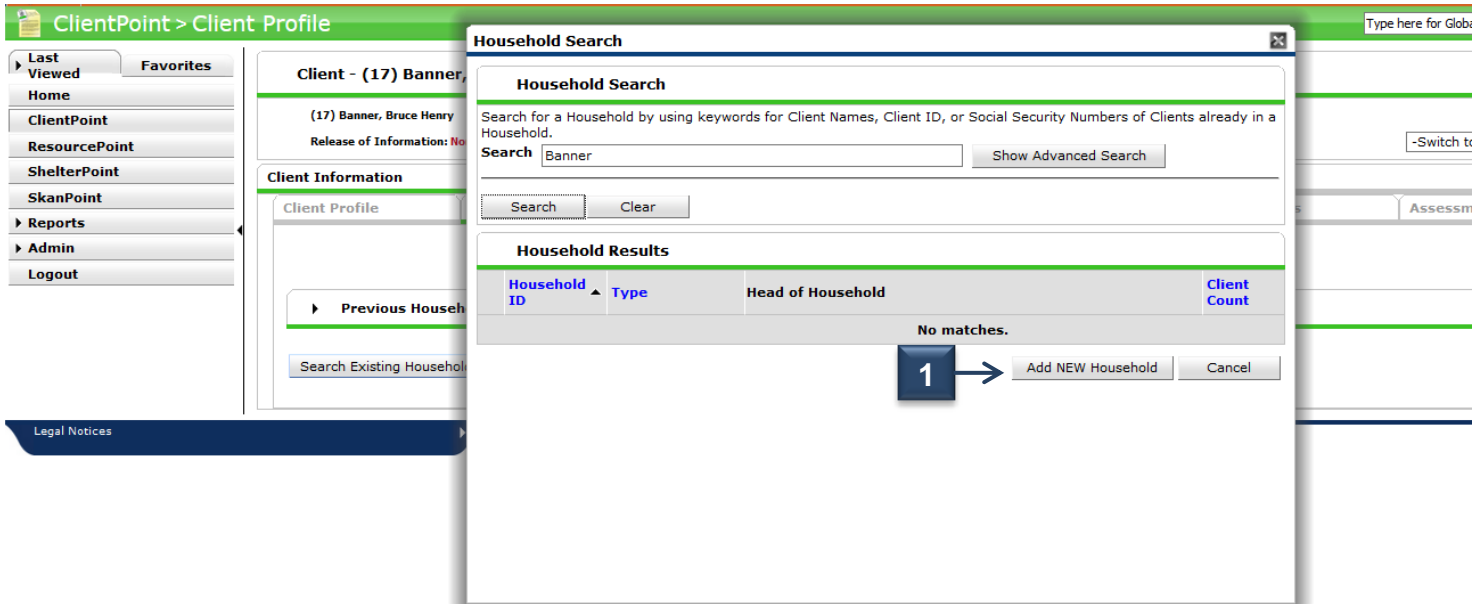 ClientPoint > Client Profile
Type here for Globa
Last Viewed
Favorites
Home
ClientPoint
ResourcePoint
ShelterPoint
SkanPoint
Reports
Admin
Logout
Client - (17) Banner,
(17) Banner, Bruce Henry
Release of Information: No
-Switch to
Client Information
Client Profile
s
Assessm
Previous Househ
Search Existing Househol
Legal Notices
Household Search
Household Search
Search for a Household by using keywords for Client Names, Client ID, or Social Security Numbers of Clients already in a
Household.
Search Banner Show Advanced Search
Search Clear
Household Results
Household ID Type Head of Household Client Count
No matches.
1 Add NEW Household Cancel